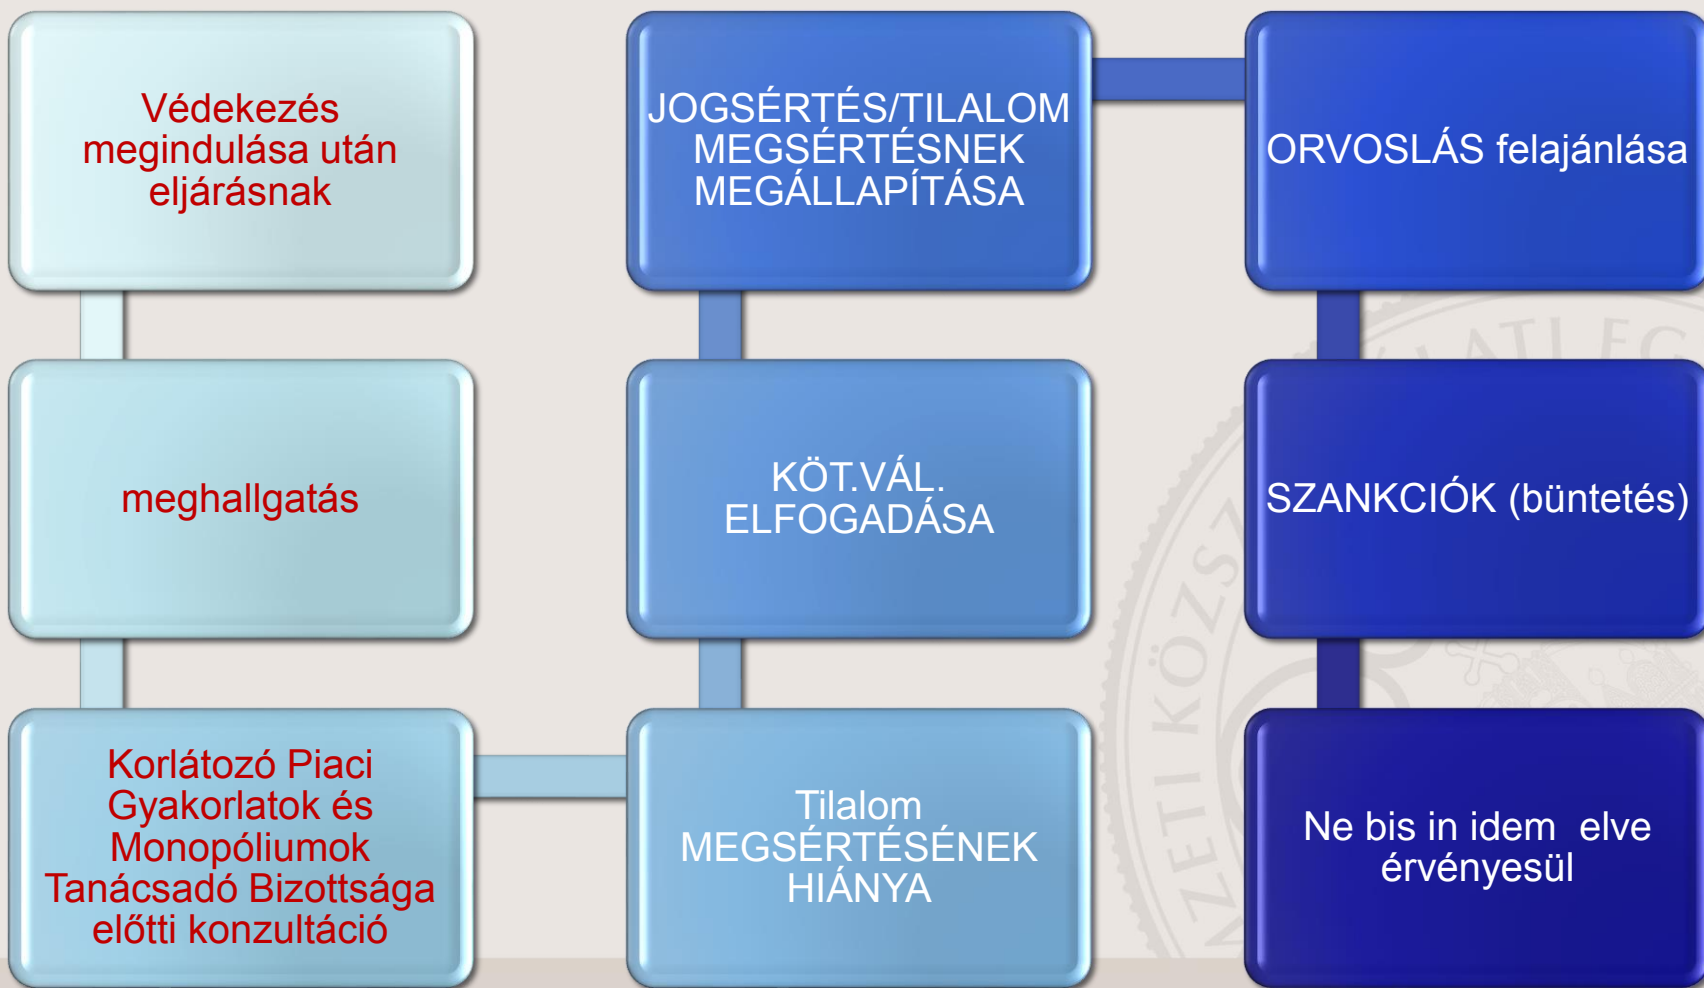 Védekezés
megindulása után
eljárásnak
meghallgatás
Korlátozó Piaci
Gyakorlatok és
Monopóliumok
Tanácsadó Bizottsága
előtti konzultáció
Tilalom
MEGSÉRTÉSÉNEK
HIÁNYA
KÖT.VÁL.
ELFOGADÁSA
JOGSÉRTÉS/TILALOM
MEGSÉRTÉSNEK
MEGÁLLAPÍTÁSA
ORVOSLÁS felajánlása
SZANKCIÓK (büntetés)
Ne bis in idem  elve
érvényesül